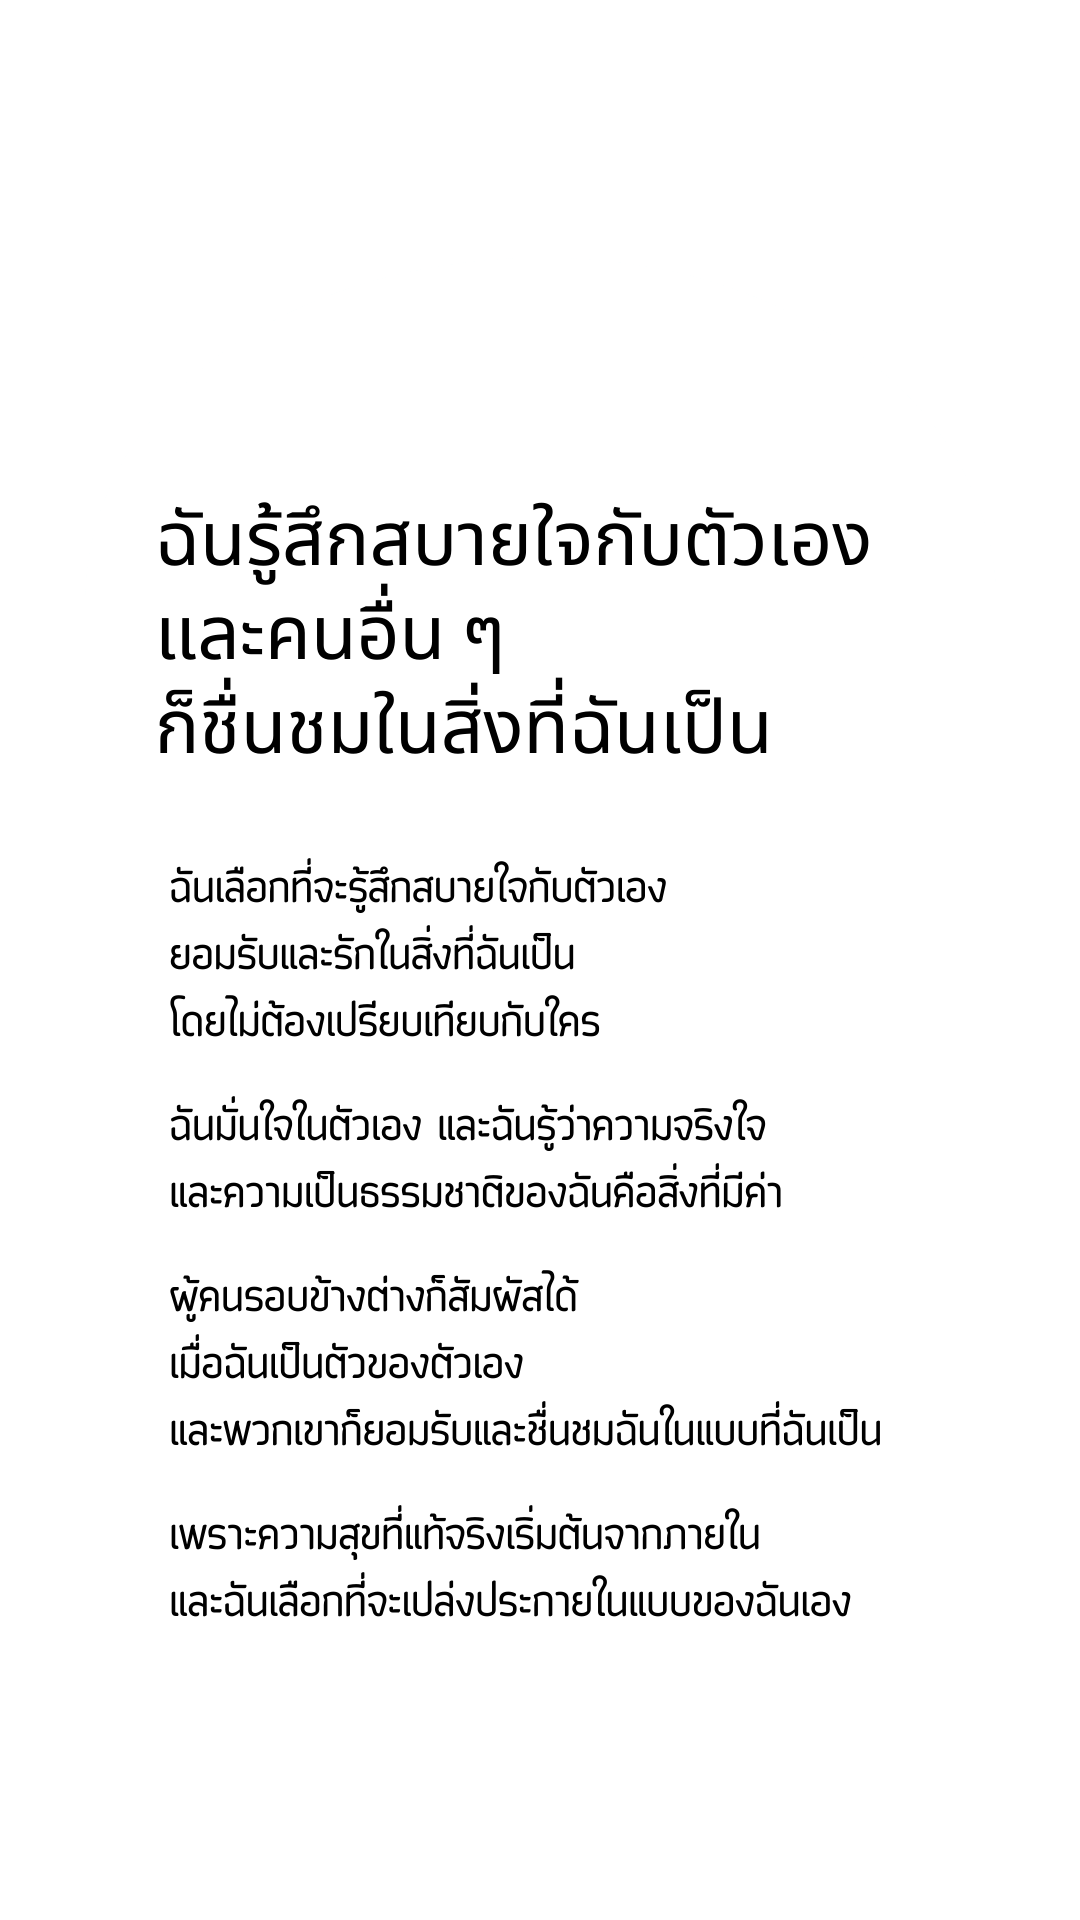 ฉันรู้สึกสบายใจกับตัวเอง
และคนอื่น ๆ
ก็ชื่นชมในสิ่งที่ฉันเป็น
ฉันเลือกที่จะรู้สึกสบายใจกับตัวเอง
ยอมรับและรักในสิ่งที่ฉันเป็น
โดยไม่ต้องเปรียบเทียบกับใคร
ฉันมั่นใจในตัวเอง และฉันรู้ว่าความจริงใจ
และความเป็นธรรมชาติของฉันคือสิ่งที่มีค่า
ผู้คนรอบข้างต่างก็สัมผัสได้
เมื่อฉันเป็นตัวของตัวเอง
และพวกเขาก็ยอมรับและชื่นชมฉันในแบบที่ฉันเป็น
เพราะความสุขที่แท้จริงเริ่มต้นจากภายใน
และฉันเลือกที่จะเปล่งประกายในแบบของฉันเอง